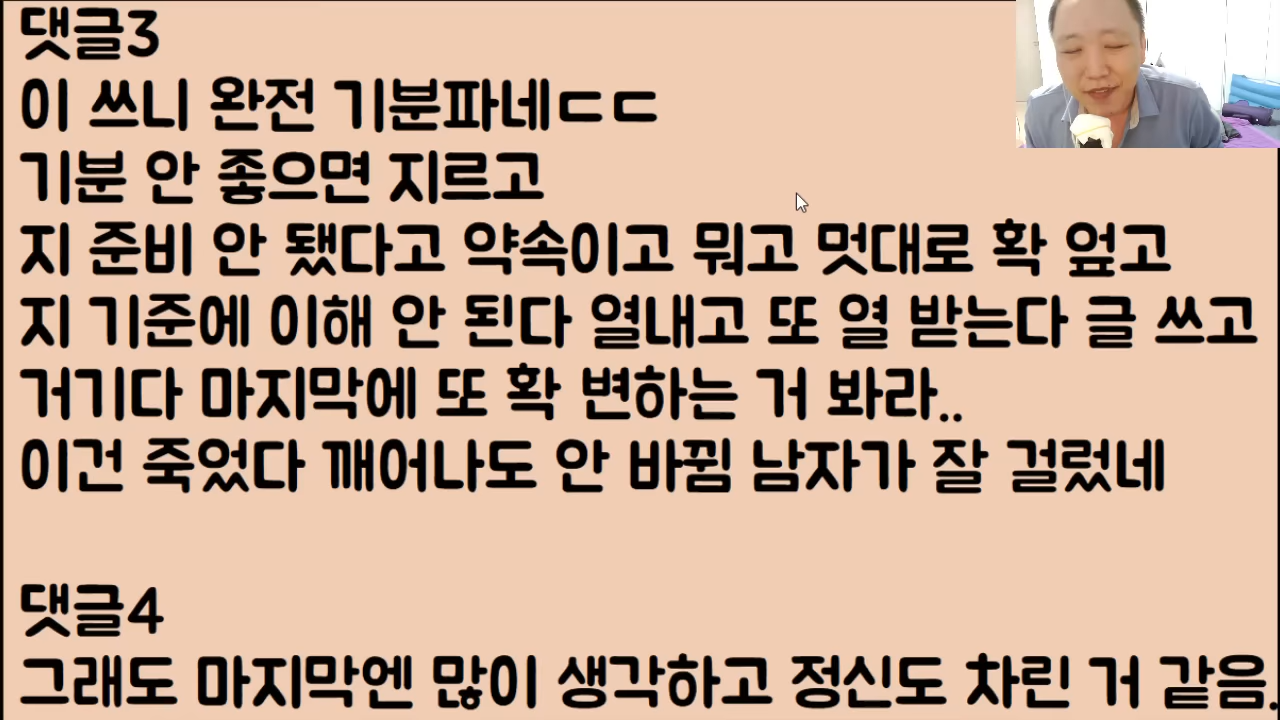 댓글3
이 쓰니 완전 기분파네ㄷㄷ
기분 안 좋으면 지르고
지 준비 안 됐다고 약속이고 뭐고 멋대로 확 엎고
지 기준에 이해 안 된다 열내고 또 열 받는다 글 쓰고
거기다 마지막에 또 확 변하는 거 봐라..
이건 죽었다 깨어나도 안 바뀜 남자가 잘 걸렀네
댓글4
그래도 마지막엔 많이 생각하고 정신도 차린 거 같음.